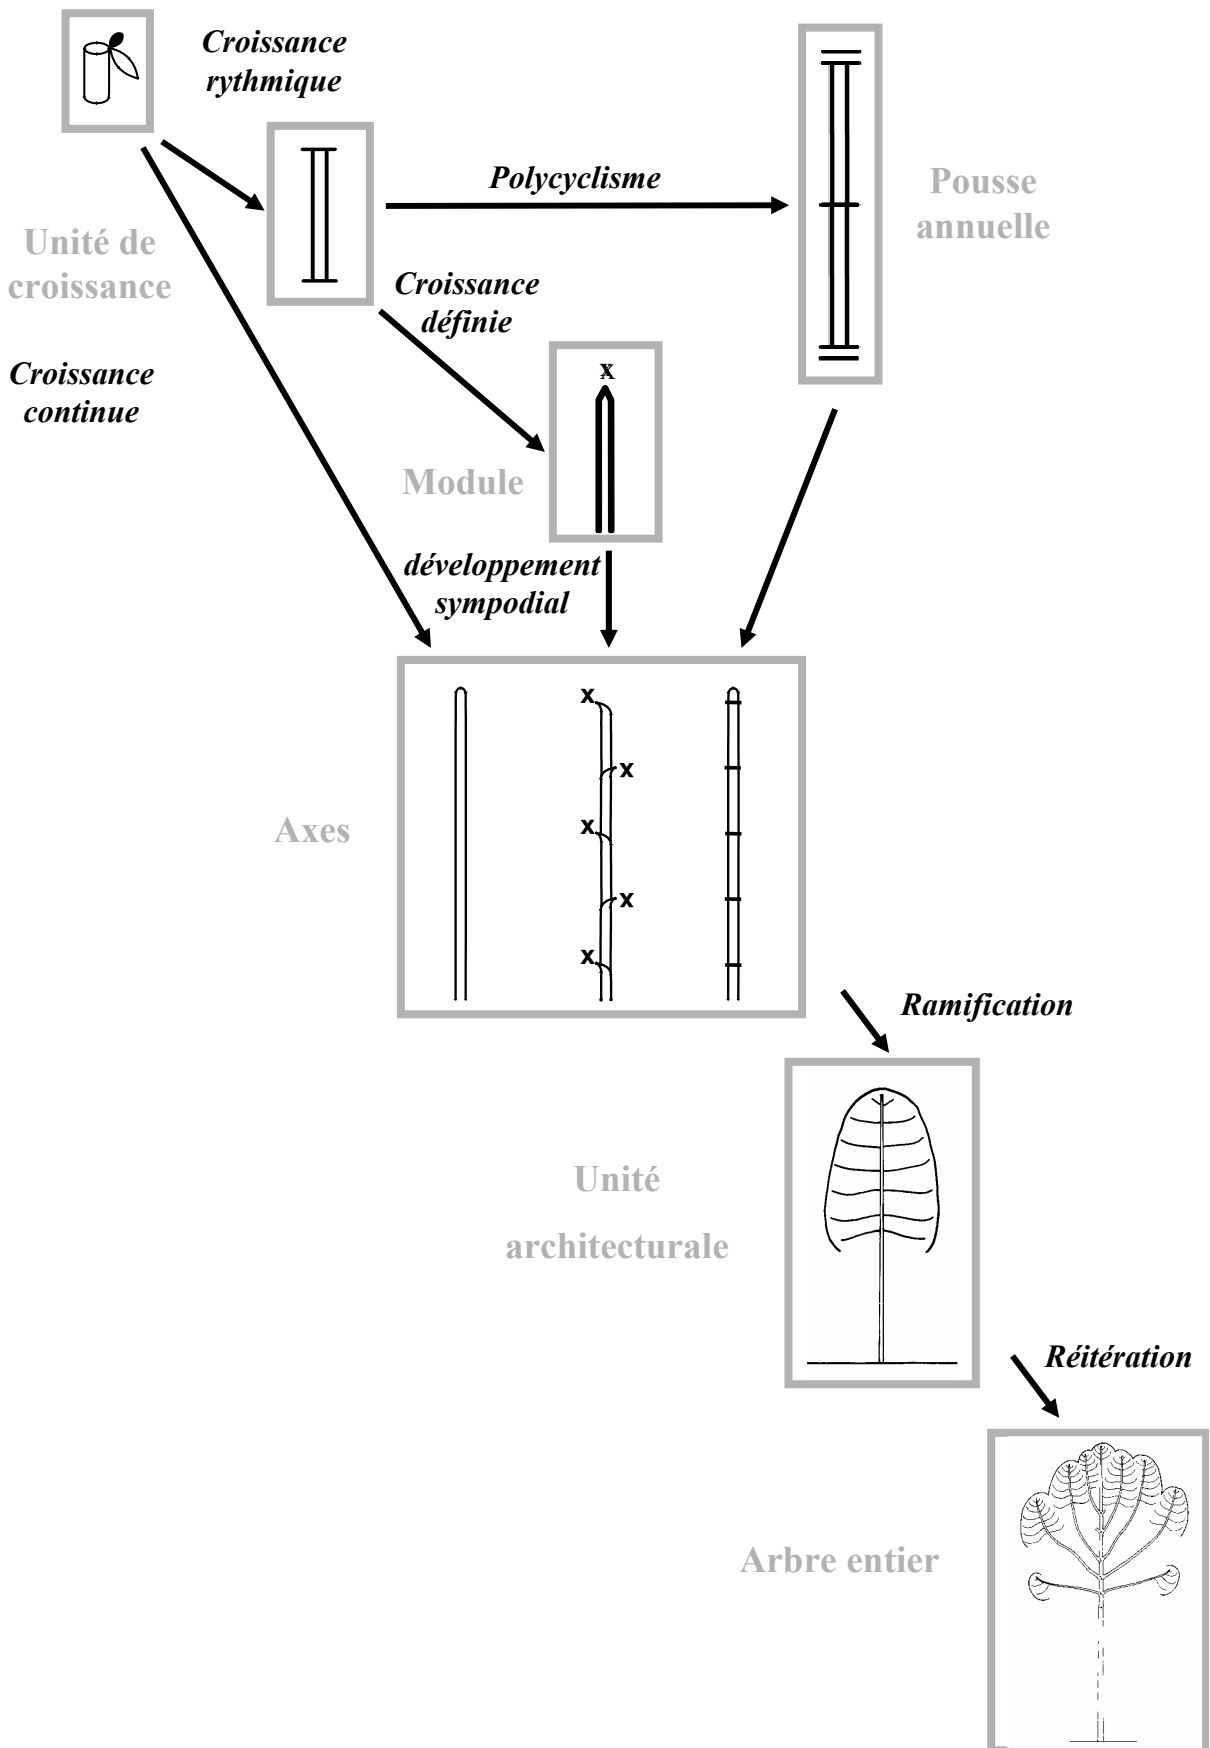 Croissance
rythmique
Polycyclisme
Pousse
annuelle
Unité de
croissance
Croissance
définie
Croissance
continue
x
Module
développement
sympodial
x
x
x
x
x
Axes
Ramification
Unité
architecturale
Réitération
Arbre entier